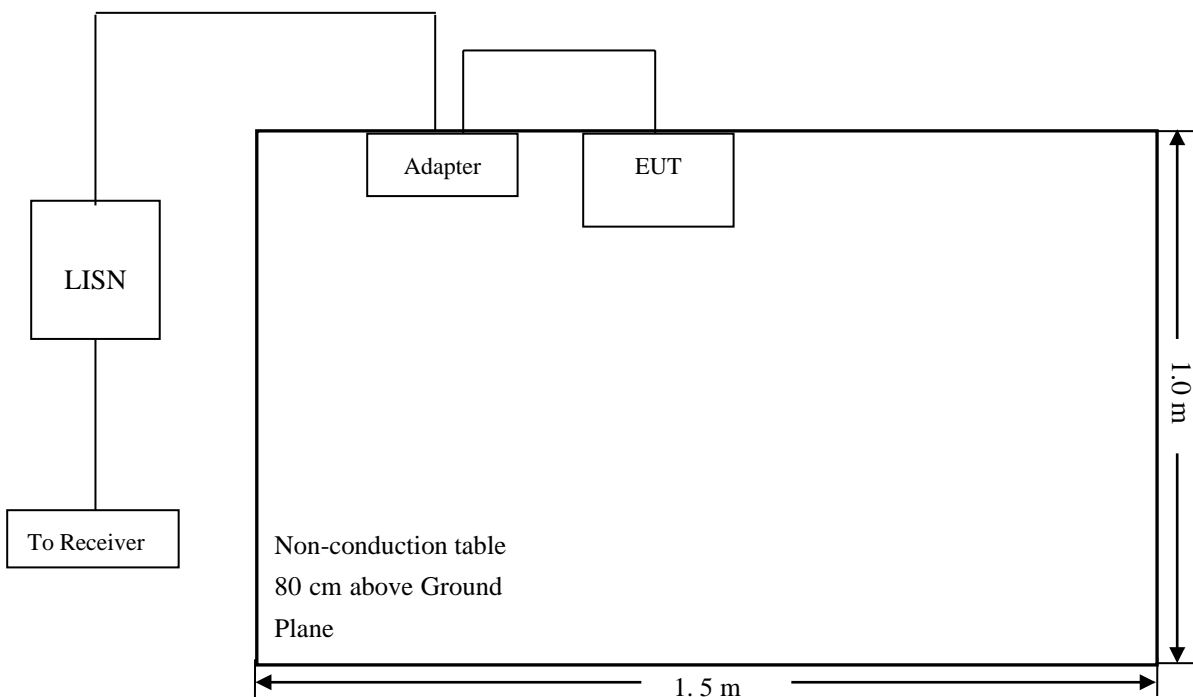 Adapter
EUT
LISN
1.0 m
To Receiver
Non-conduction table
80 cm above Ground
Plane
1. 5 m